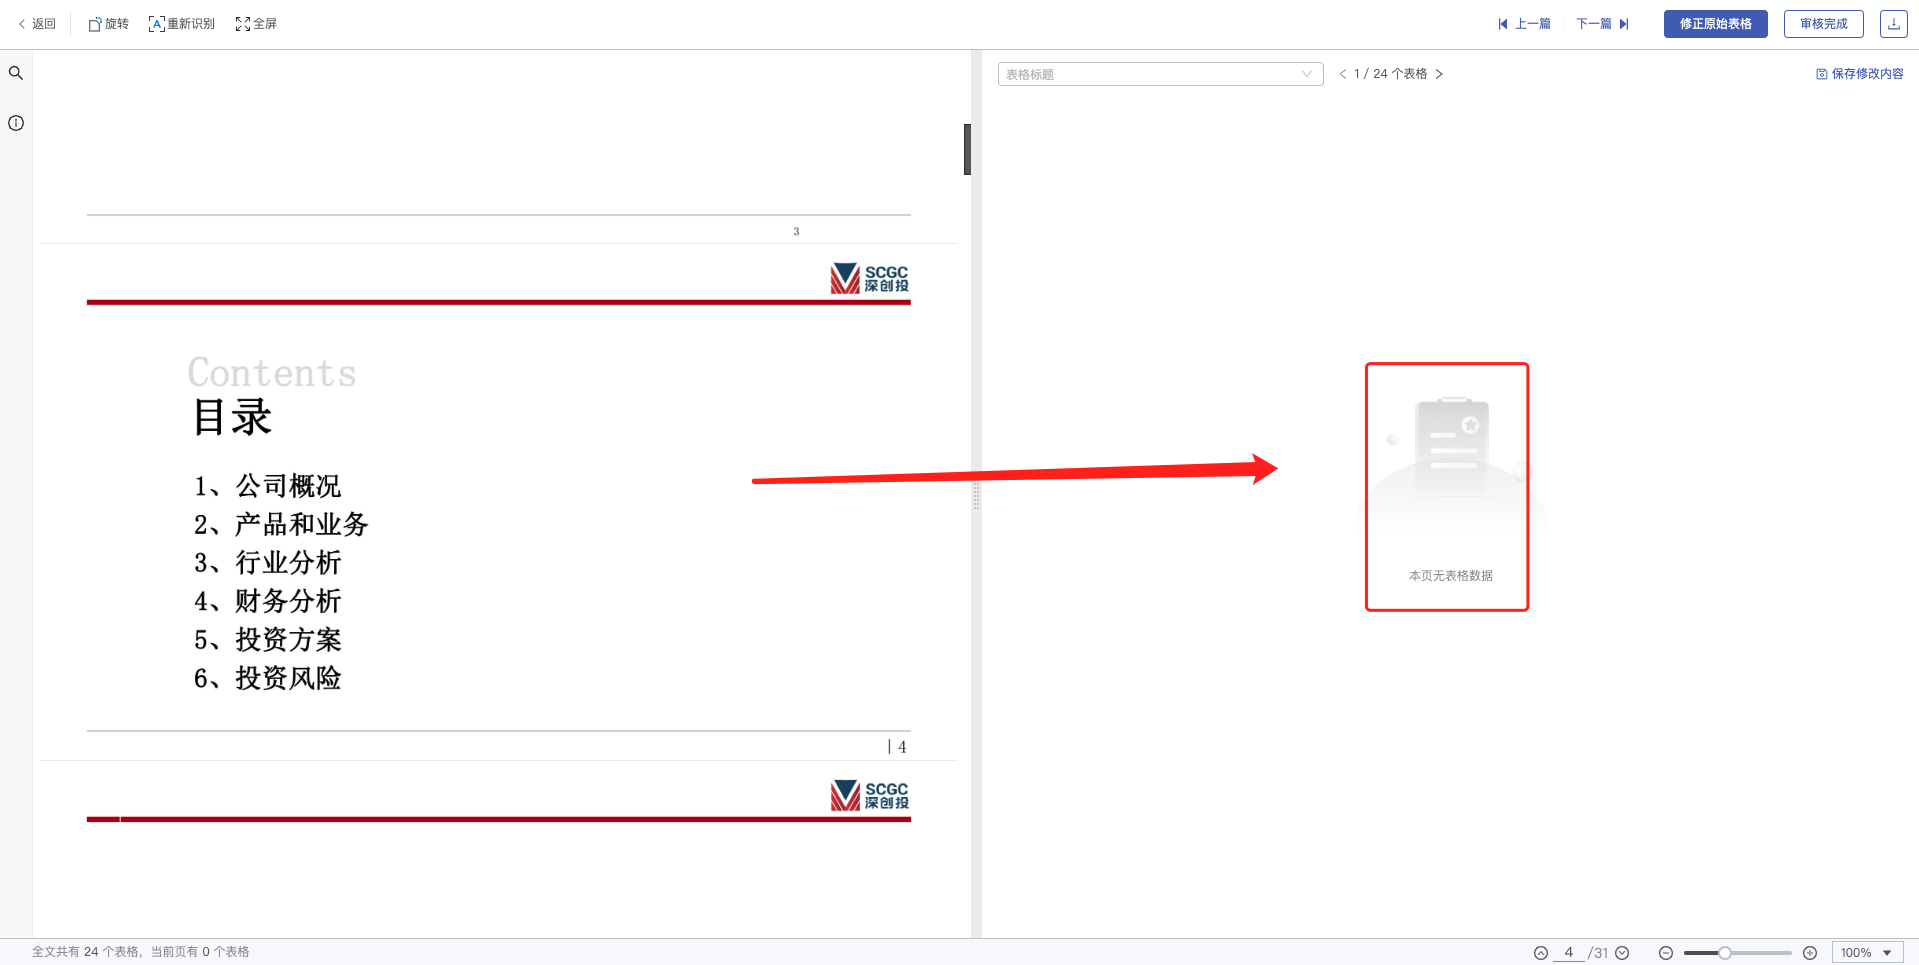 返回 旋转 重新识别 全屏 上一篇 下一篇 修正原始表格 审核完成
表格标题 1 / 24 个表格 保存修改内容
3
SCGC
深创投
Contents
目录
1、公司概况
2、产品和业务
3、行业分析
4、财务分析
5、投资方案
6、投资风险
| 4
SCGC
深创投
本页无表格数据
全文共有 24 个表格，当前页有 0 个表格 4 /31 100%